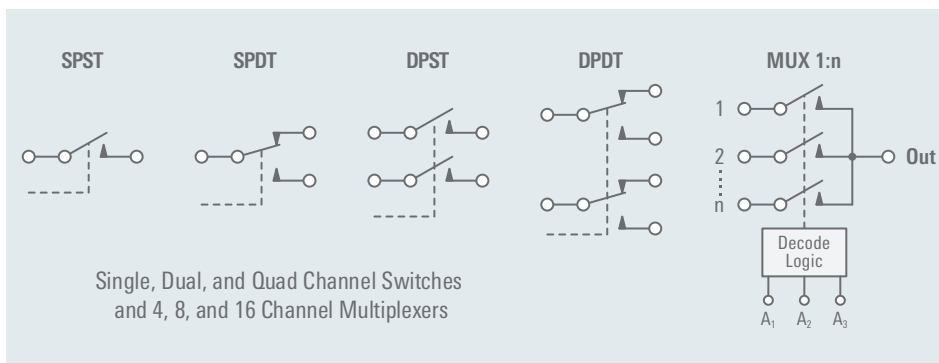 SPST
SPDT
DPST
DPDT
MUX 1:n
1
2
n
Out
Decode
Logic
A₁ A₂ A₃
Single, Dual, and Quad Channel Switches
and 4, 8, and 16 Channel Multiplexers